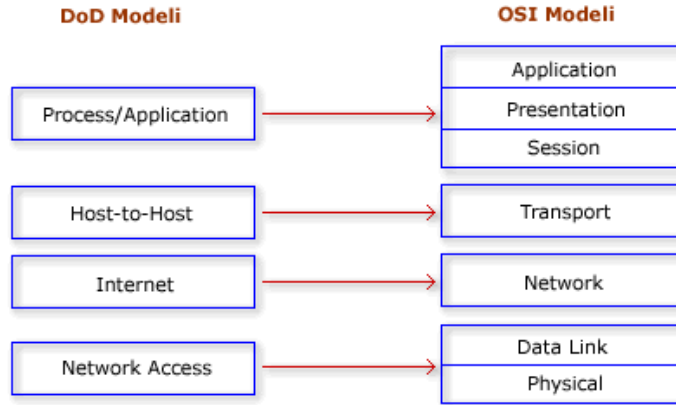 DoD Modeli
OSI Modeli
Process/Application
Application
Presentation
Session
Host-to-Host
Transport
Internet
Network
Network Access
Data Link
Physical